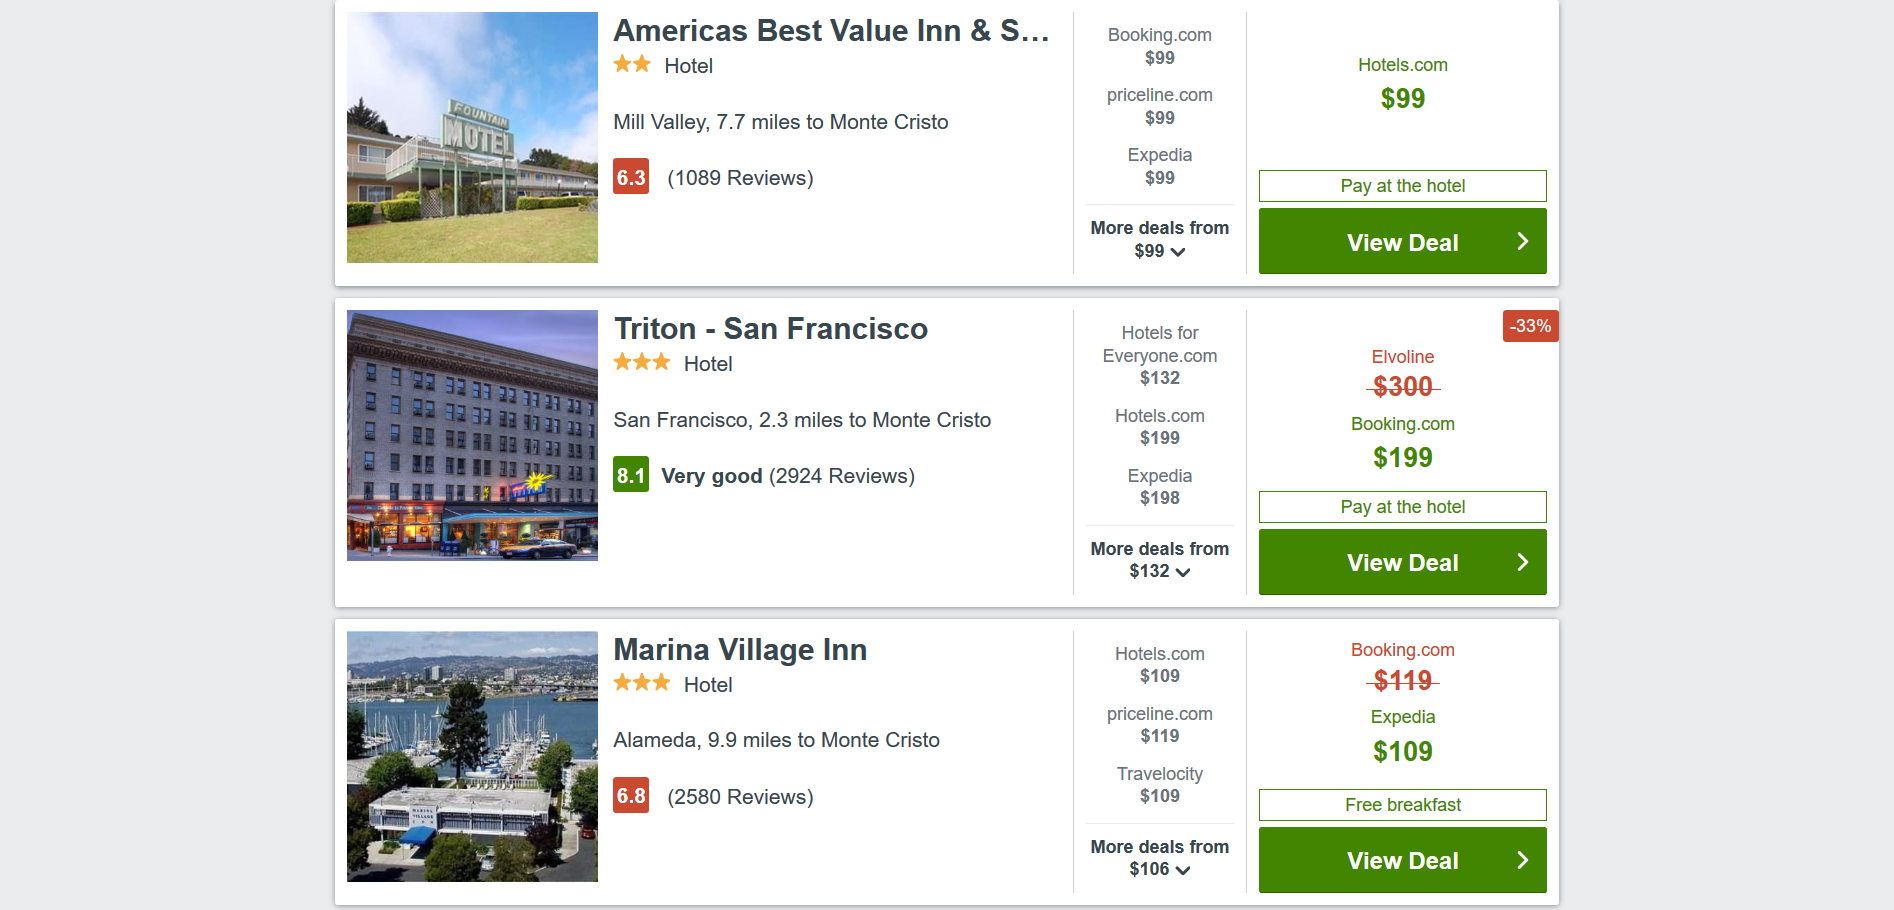 Americas Best Value Inn & S...
Hotel
Mill Valley, 7.7 miles to Monte Cristo
6.3 (1089 Reviews)
FOUNTAIN
MOTEL
Booking.com
$99
priceline.com
$99
Expedia
$99
More deals from
$99
Hotels.com
$99
Pay at the hotel
View Deal
Triton - San Francisco
Hotel
San Francisco, 2.3 miles to Monte Cristo
8.1 Very good (2924 Reviews)
Hotels for
Everyone.com
$132
Hotels.com
$199
Expedia
$198
More deals from
$132
-33%
Elvoline
$300
Booking.com
$199
Pay at the hotel
View Deal
Marina Village Inn
Hotel
Alameda, 9.9 miles to Monte Cristo
6.8 (2580 Reviews)
MARINA
VILLAGE
INN
Hotels.com
$109
priceline.com
$119
Travelocity
$109
More deals from
$106
Booking.com
$119
Expedia
$109
Free breakfast
View Deal